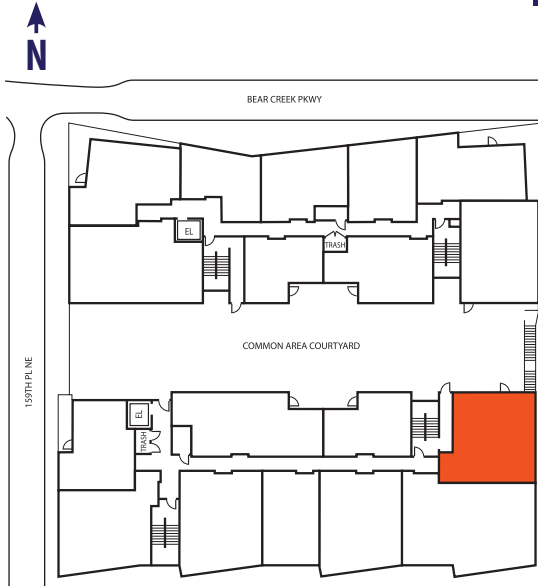 N
BEAR CREEK PKWY
EL
TRASH
COMMON AREA COURTYARD
159TH PL NE
EL
TRASH